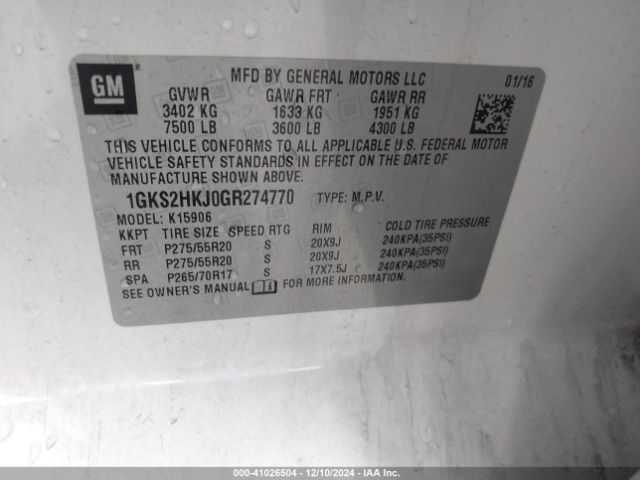 GM
MFD BY GENERAL MOTORS LLC 01/16
GVWR GAWR FRT GAWR RR
3402 KG 1633 KG 1951 KG
7500 LB 3600 LB 4300 LB
THIS VEHICLE CONFORMS TO ALL APPLICABLE U.S. FEDERAL MOTOR
VEHICLE SAFETY STANDARDS IN EFFECT ON THE DATE OF
MANUFACTURE SHOWN ABOVE.
1GKS2HKJ0GR274770 TYPE: M.P.V.
MODEL: K15906
KKPT TIRE SIZE SPEED RTG RIM COLD TIRE PRESSURE
FRT P275/55R20 S 20X9J 240KPA(35PSI)
RR P275/55R20 S 20X9J 240KPA(35PSI)
SPA P265/70R17 S 17X7.5J 240KPA(35PSI)
SEE OWNER'S MANUAL FOR MORE INFORMATION.
000-41026504 - 12/10/2024 - IAA Inc.